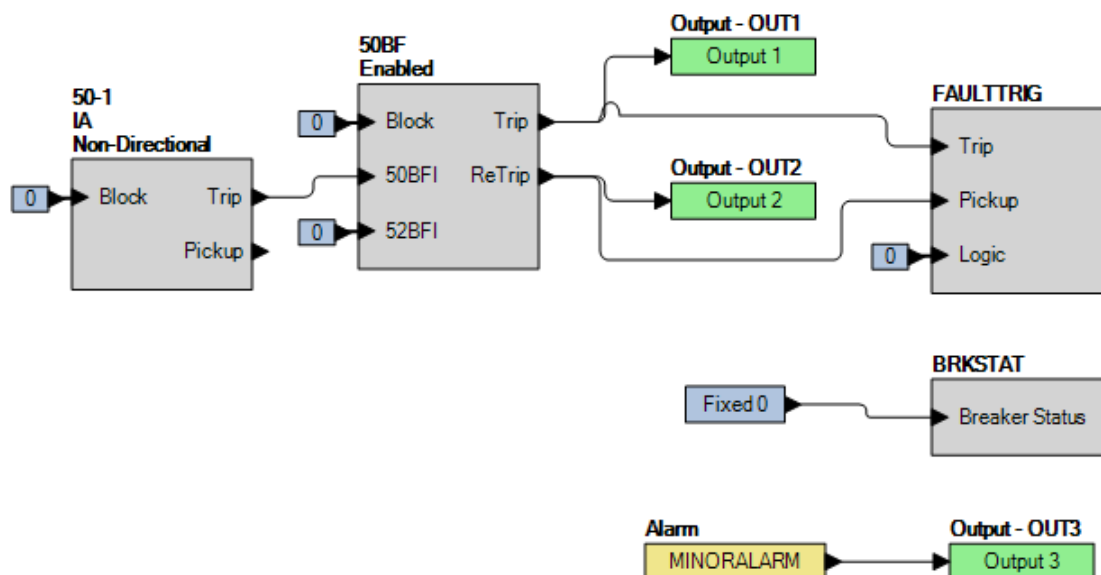 50-1
IA
Non-Directional
0
Block
Trip
Pickup
50BF
Enabled
0
Block
Trip
50BFI
ReTrip
0
52BFI
Output - OUT1
Output 1
Output - OUT2
Output 2
FAULTTRIG
Trip
Pickup
0
Logic
BRKSTAT
Fixed 0
Breaker Status
Alarm
MINORALARM
Output - OUT3
Output 3